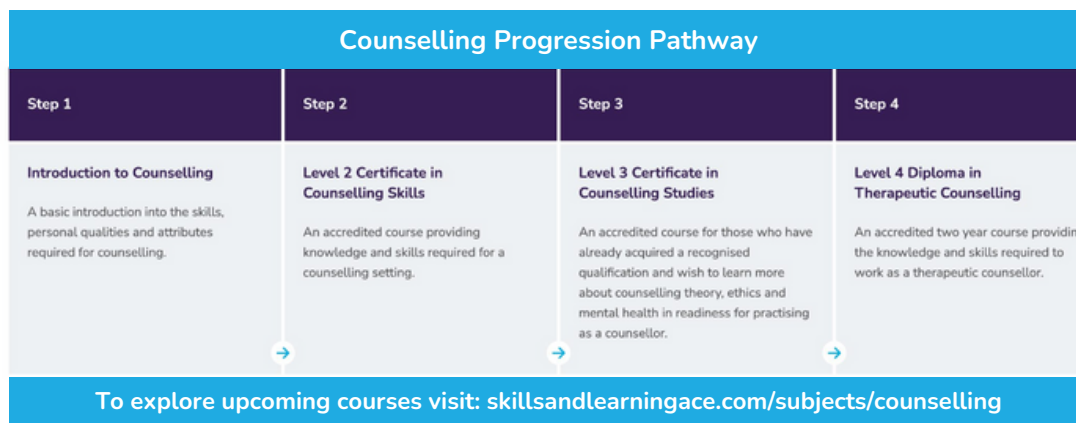 Counselling Progression Pathway
Step 1
Introduction to Counselling
A basic introduction into the skills,
personal qualities and attributes
required for counselling.
Step 2
Level 2 Certificate in
Counselling Skills
An accredited course providing
knowledge and skills required for a
counselling setting.
Step 3
Level 3 Certificate in
Counselling Studies
An accredited course for those who have
already acquired a recognised
qualification and wish to learn more
about counselling theory, ethics and
mental health in readiness for practising
as a counsellor.
Step 4
Level 4 Diploma in
Therapeutic Counselling
An accredited two year course providin
the knowledge and skills required to
work as a therapeutic counsellor.
To explore upcoming courses visit: skillsandlearningace.com/subjects/counselling